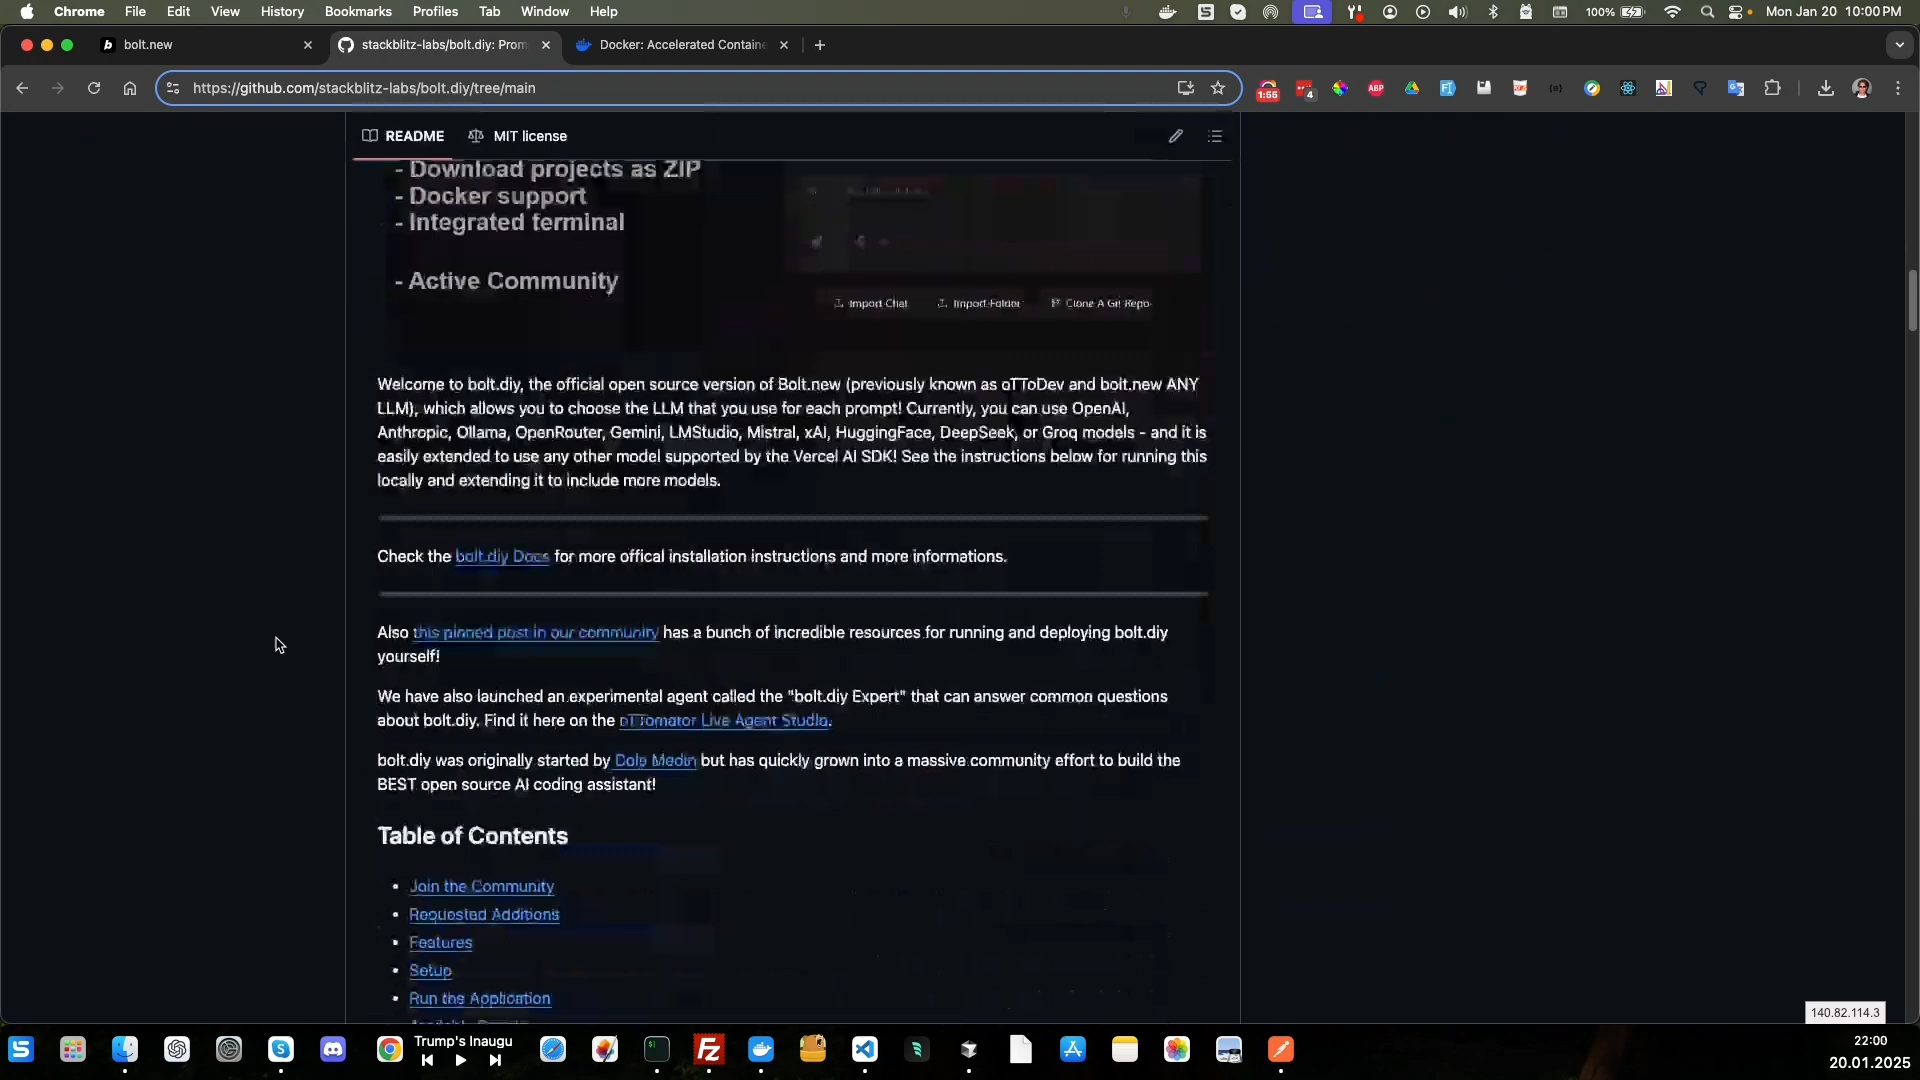 Chrome File Edit View History Bookmarks Profiles Tab Window Help 100% Mon Jan 20 10:00 PM
bolt.new stackblitz-labs/bolt.diy: Prom Docker: Accelerated Containe
https://github.com/stackblitz-labs/bolt.diy/tree/main 1:55 4 ABP
README MIT license
- Download projects as ZIP
- Docker support
- Integrated terminal
- Active Community
Import Chat Import Folder Clone A Git Repo
Welcome to bolt.diy, the official open source version of Bolt.new (previously known as oTToDev and bolt.new ANY
LLM), which allows you to choose the LLM that you use for each prompt! Currently, you can use OpenAI,
Anthropic, Ollama, OpenRouter, Gemini, LMStudio, Mistral, xAI, HuggingFace, DeepSeek, or Groq models - and it is
easily extended to use any other model supported by the Vercel AI SDK! See the instructions below for running this
locally and extending it to include more models.
Check the bolt.diy Docs for more offical installation instructions and more informations.
Also this pinned post in our community has a bunch of incredible resources for running and deploying bolt.diy
yourself!
We have also launched an experimental agent called the "bolt.diy Expert" that can answer common questions
about bolt.diy. Find it here on the oTTomator Live Agent Studio.
bolt.diy was originally started by Cole Medin but has quickly grown into a massive community effort to build the
BEST open source AI coding assistant!
Table of Contents
Join the Community
Requested Additions
Features
Setup
Run the Application
140.82.114.3
Trump's Inaugu
22:00
20.01.2025